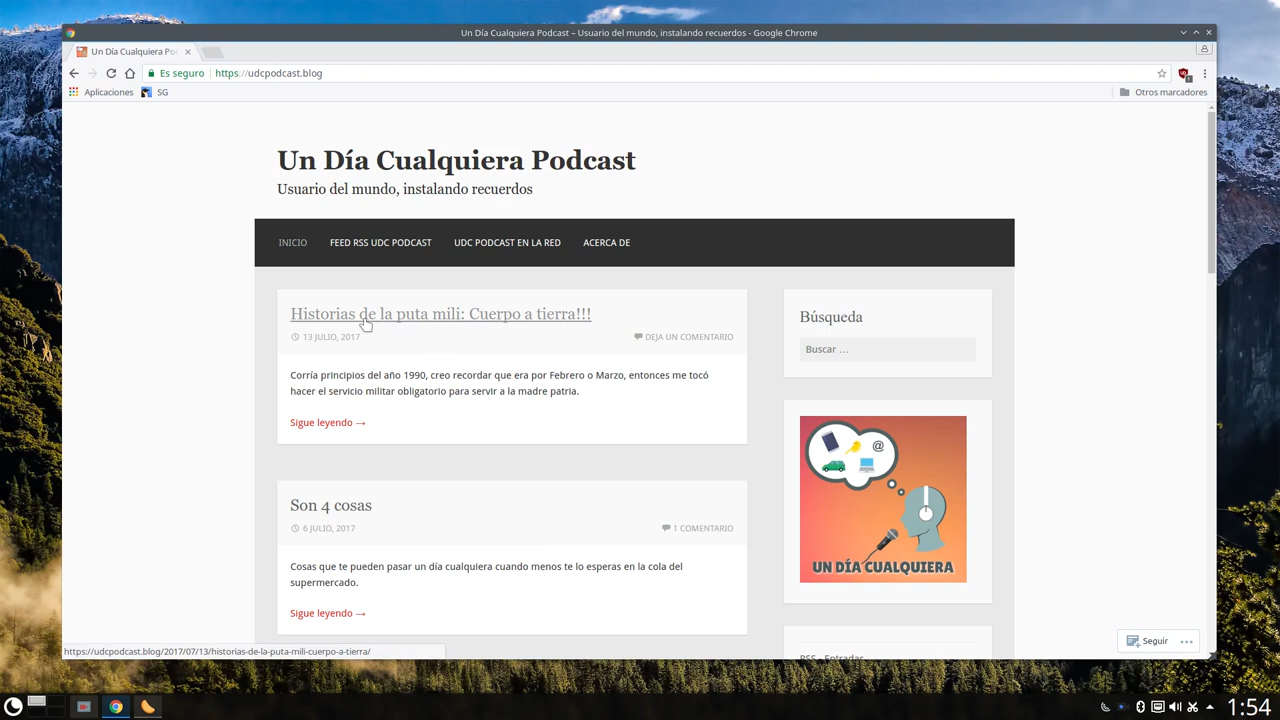 Un Día Cualquiera Podcast – Usuario del mundo, instalando recuerdos - Google Chrome
Un Día Cualquiera Po
Es seguro https://udcpodcast.blog
Aplicaciones SG Otros marcadores
Un Día Cualquiera Podcast
Usuario del mundo, instalando recuerdos
INICIO FEED RSS UDC PODCAST UDC PODCAST EN LA RED ACERCA DE
Historias de la puta mili: Cuerpo a tierra!!!
13 JULIO, 2017 DEJA UN COMENTARIO
Corría principios del año 1990, creo recordar que era por Febrero o Marzo, entonces me tocó
hacer el servicio militar obligatorio para servir a la madre patria.
Sigue leyendo →
Son 4 cosas
6 JULIO, 2017 1 COMENTARIO
Cosas que te pueden pasar un día cualquiera cuando menos te lo esperas en la cola del
supermercado.
Sigue leyendo →
Búsqueda
Buscar …
@
UN DÍA CUALQUIERA
RSS - Entradas
Seguir
https://udcpodcast.blog/2017/07/13/historias-de-la-puta-mili-cuerpo-a-tierra/
1:54